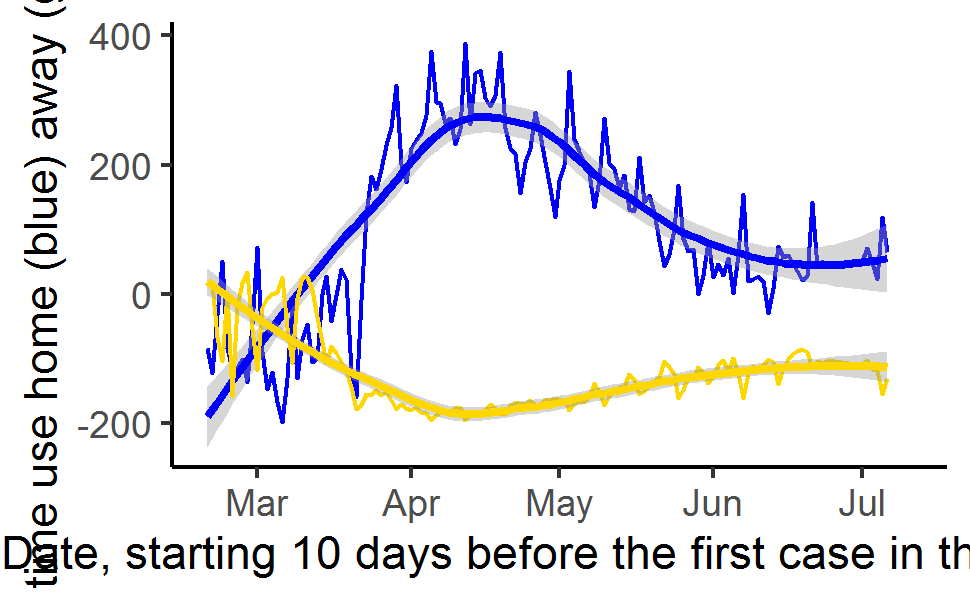 time use home (blue) away (
400
200
0
-200
Mar Apr May Jun Jul
Date, starting 10 days before the first case in th